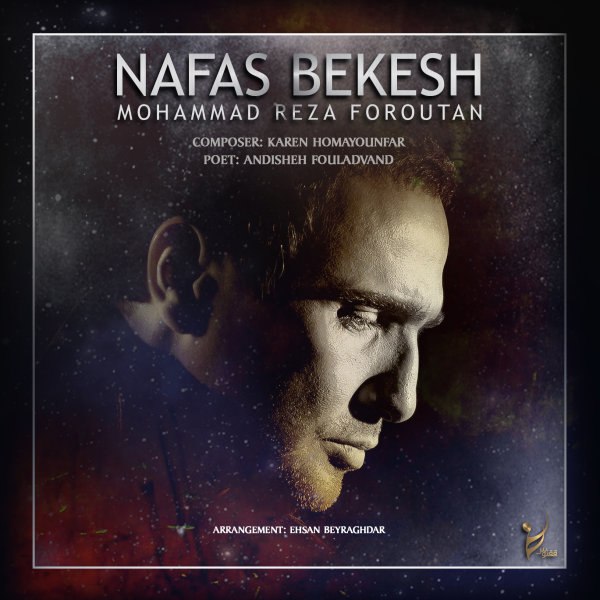 NAFAS BEKESH
MOHAMMAD REZA FOROUTAN
COMPOSER: KAREN HOMAYOUNFAR
POET: ANDISHEH FOULADVAND
ARRANGEMENT: EHSAN BEYRAGHDAR